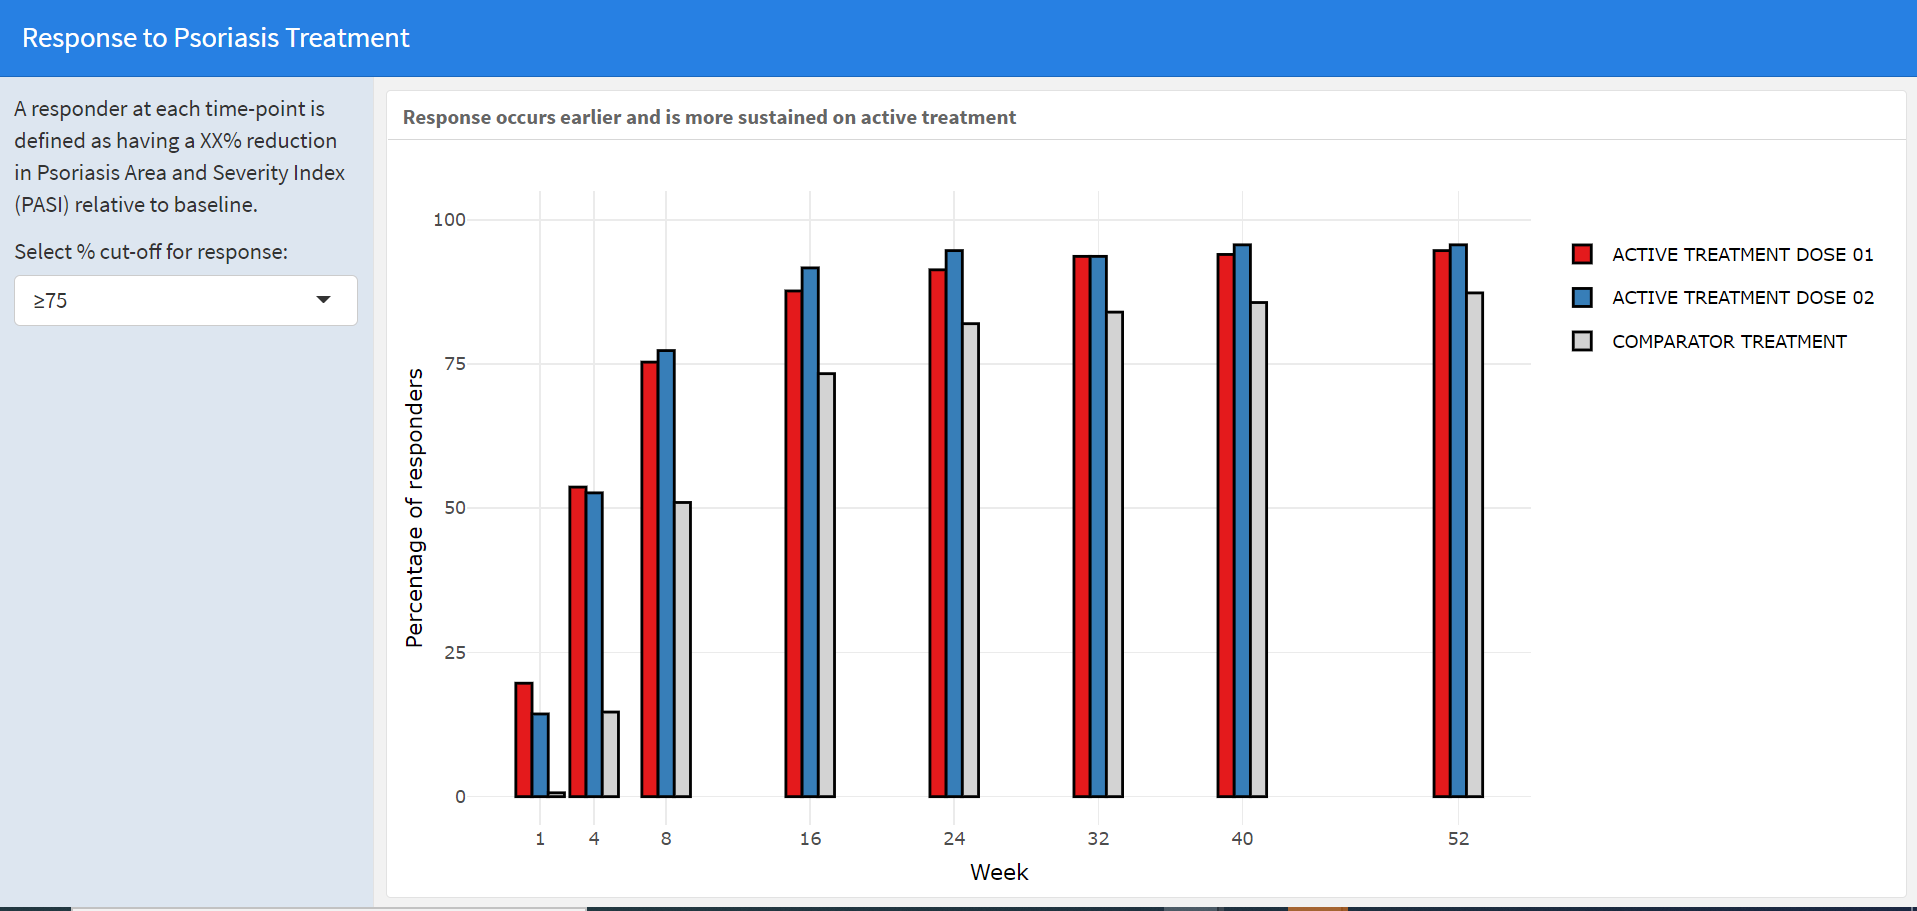 Response to Psoriasis Treatment
A responder at each time-point is
defined as having a XX% reduction
in Psoriasis Area and Severity Index
(PASI) relative to baseline.
Select % cut-off for response:
≥75
Response occurs earlier and is more sustained on active treatment
Percentage of responders
100
75
50
25
0
1 4 8 16 24 32 40 52
Week
ACTIVE TREATMENT DOSE 01
ACTIVE TREATMENT DOSE 02
COMPARATOR TREATMENT